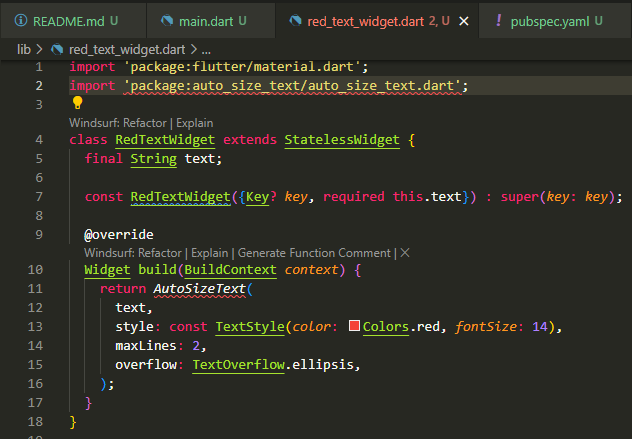 README.md U
main.dart U
red_text_widget.dart 2, U
pubspec.yaml U
lib > red_text_widget.dart > ...
1 import 'package:flutter/material.dart';
2 import 'package:auto_size_text/auto_size_text.dart';
3
Windsurf: Refactor | Explain
4 class RedTextWidget extends StatelessWidget {
5   final String text;
6
7   const RedTextWidget({Key? key, required this.text}) : super(key: key);
8
9   @override
Windsurf: Refactor | Explain | Generate Function Comment | X
10   Widget build(BuildContext context) {
11     return AutoSizeText(
12       text,
13       style: const TextStyle(color: Colors.red, fontSize: 14),
14       maxLines: 2,
15       overflow: TextOverflow.ellipsis,
16     );
17   }
18 }